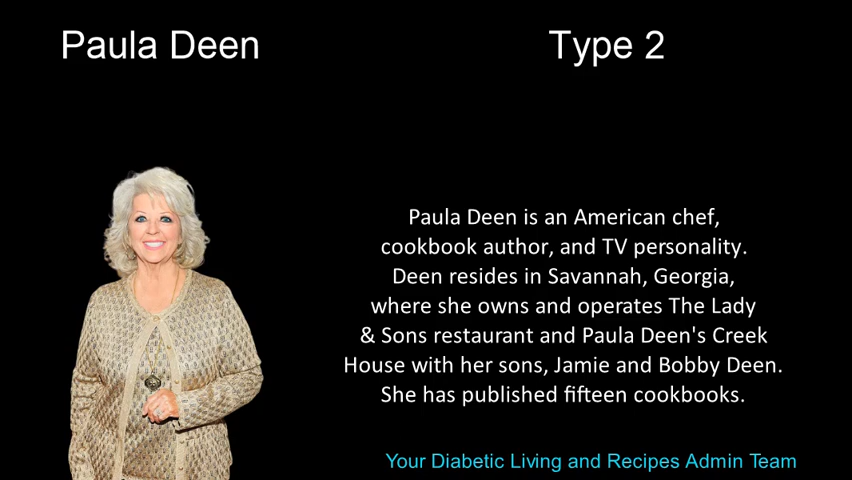 Paula Deen
Type 2
Paula Deen is an American chef,
cookbook author, and TV personality.
Deen resides in Savannah, Georgia,
where she owns and operates The Lady
& Sons restaurant and Paula Deen's Creek
House with her sons, Jamie and Bobby Deen.
She has published fifteen cookbooks.
Your Diabetic Living and Recipes Admin Team